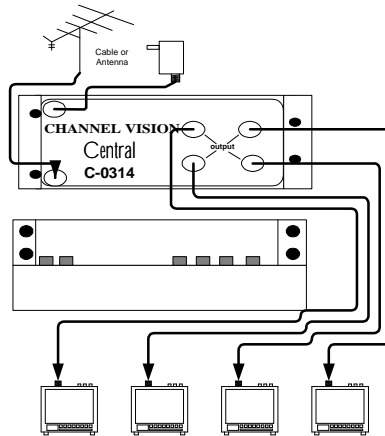 Cable or
Antenna
CHANNEL VISION
Central
C-0314
output